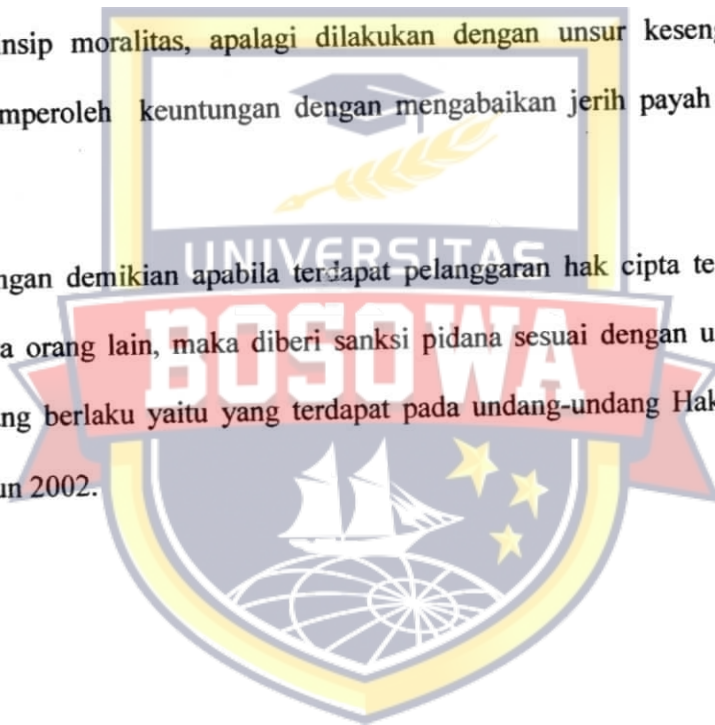 nsip moralitas, apalagi dilakukan dengan unsur keseng
mperoleh keuntungan dengan mengabaikan jerih payah
ngan demikian apabila terdapat pelanggaran hak cipta te
UNIVERSITAS
a orang lain, maka diberi sanksi pidana sesuai dengan u
BOSOWA
ng berlaku yaitu yang terdapat pada undang-undang Hak
un 2002.